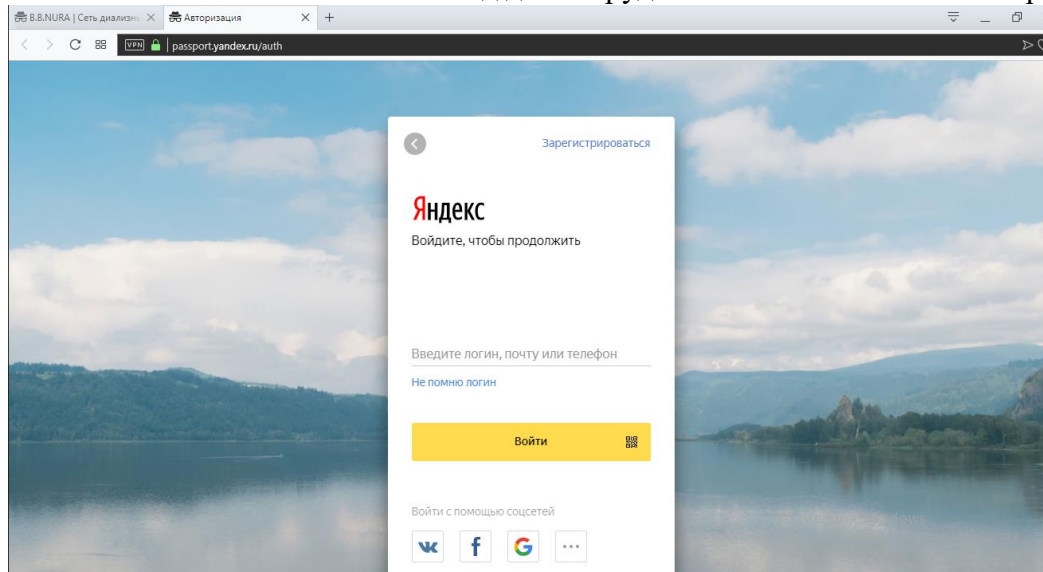 B.B.NURA | Сеть диализн
Авторизация
VPN
passport.yandex.ru/auth
Зарегистрироваться
Яндекс
Войдите, чтобы продолжить
Введите логин, почту или телефон
Не помню логин
Войти
Войти с помощью соцсетей